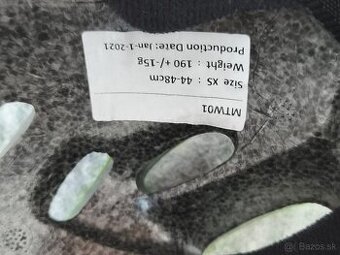 MTW01
Size XS : 44-48cm
Weight : 190 +/-15g
Production Date: Jan-1-2021
Bazos.sk